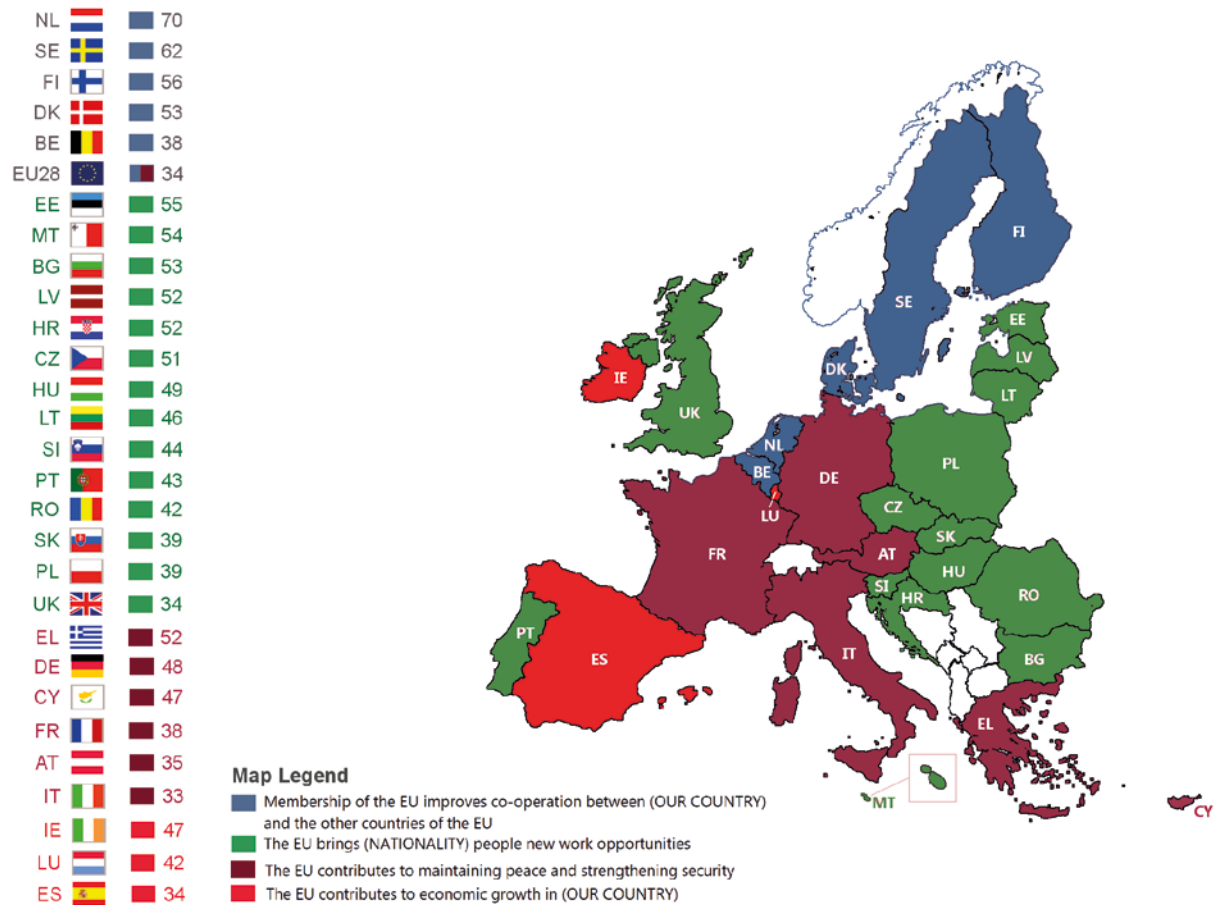 NL 70
SE 62
FI 56
DK 53
BE 38
EU28 34
EE 55
MT 54
BG 53
LV 52
HR 52
CZ 51
HU 49
LT 46
SI 44
PT 43
RO 42
SK 39
PL 39
UK 34
EL 52
DE 48
CY 47
FR 38
AT 35
IT 33
IE 47
LU 42
ES 34
FI
SE
EE
LV
DK
LT
IE
UK
NL
BE
DE
PL
LU
CZ
FR
SK
AT
HU
SI
HR
RO
PT
ES
IT
BG
EL
MT
CY
Map Legend
Membership of the EU improves co-operation between (OUR COUNTRY)
and the other countries of the EU
The EU brings (NATIONALITY) people new work opportunities
The EU contributes to maintaining peace and strengthening security
The EU contributes to economic growth in (OUR COUNTRY)